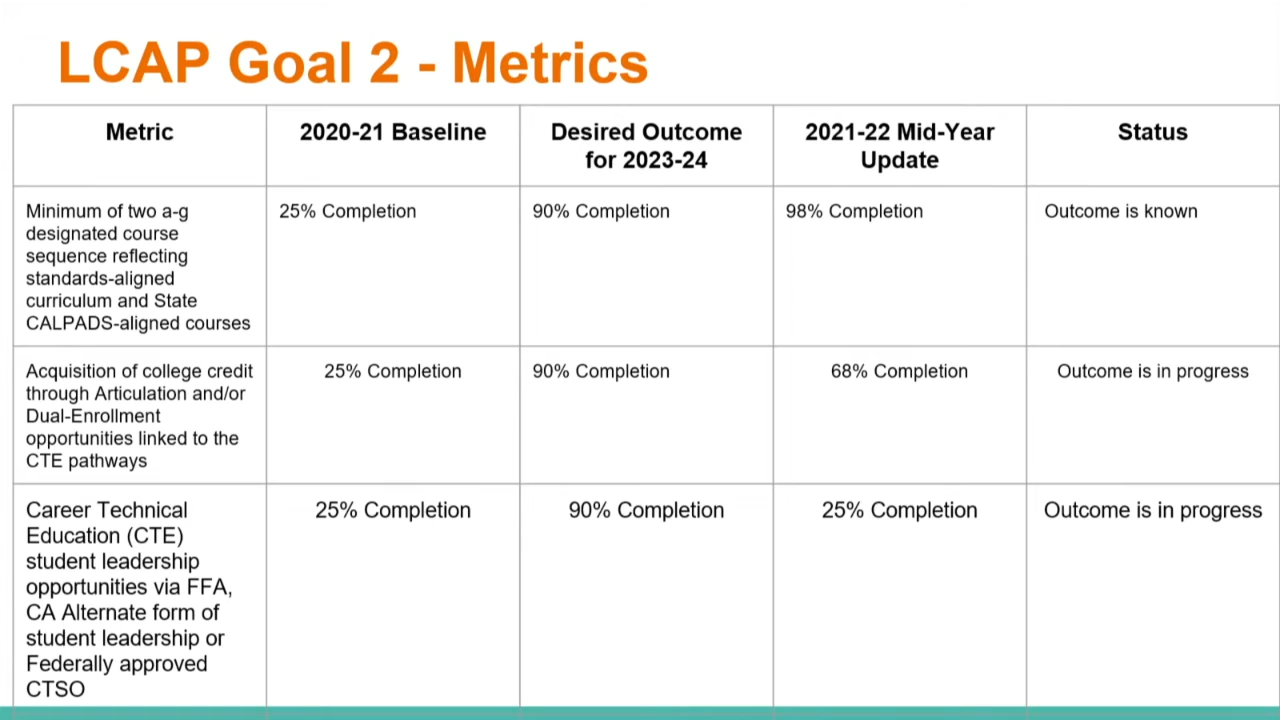 LCAP Goal 2 - Metrics
Metric
2020-21 Baseline
Desired Outcome
for 2023-24
2021-22 Mid-Year
Update
Status
Minimum of two a-g
designated course
sequence reflecting
standards-aligned
curriculum and State
CALPADS-aligned courses
25% Completion
90% Completion
98% Completion
Outcome is known
Acquisition of college credit
through Articulation and/or
Dual-Enrollment
opportunities linked to the
CTE pathways
25% Completion
90% Completion
68% Completion
Outcome is in progress
Career Technical
Education (CTE)
student leadership
opportunities via FFA,
CA Alternate form of
student leadership or
Federally approved
CTSO
25% Completion
90% Completion
25% Completion
Outcome is in progress